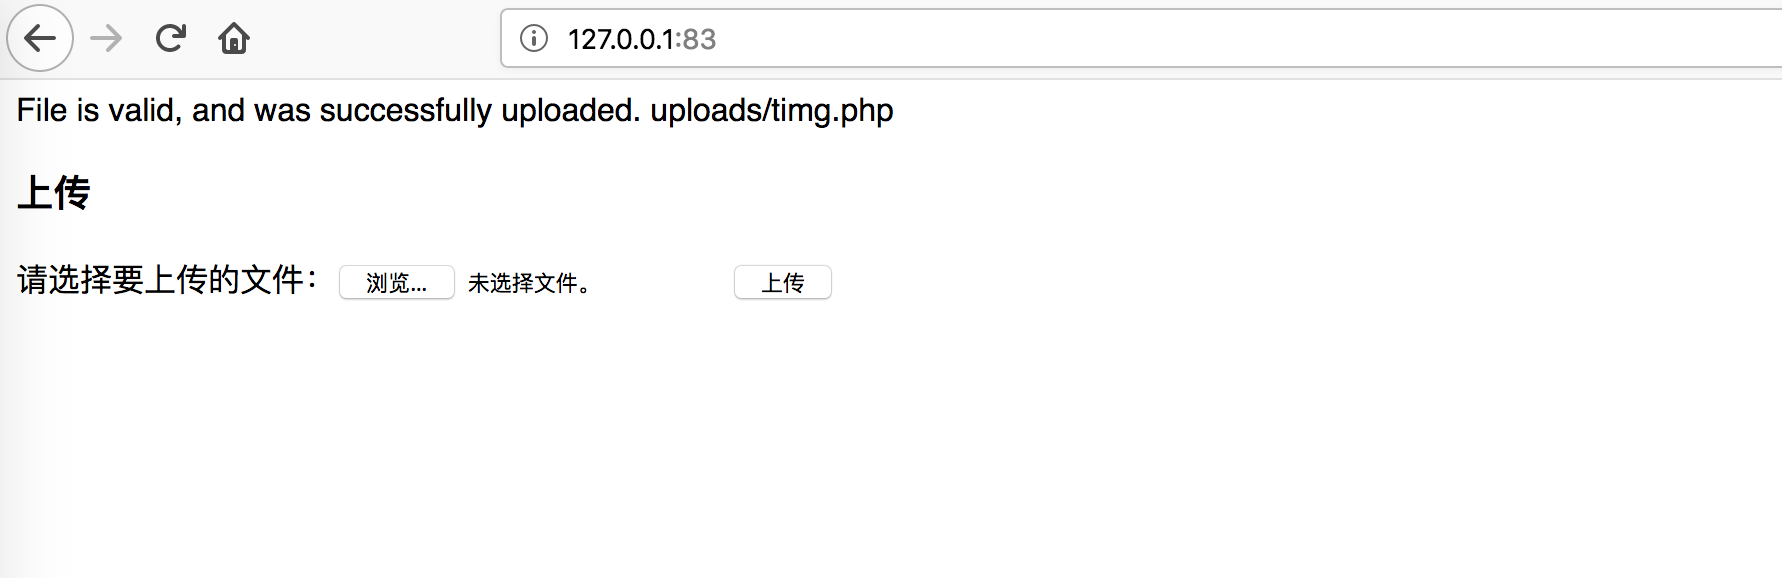 127.0.0.1:83
File is valid, and was successfully uploaded. uploads/timg.php
上传
请选择要上传的文件： 浏览... 未选择文件。 上传